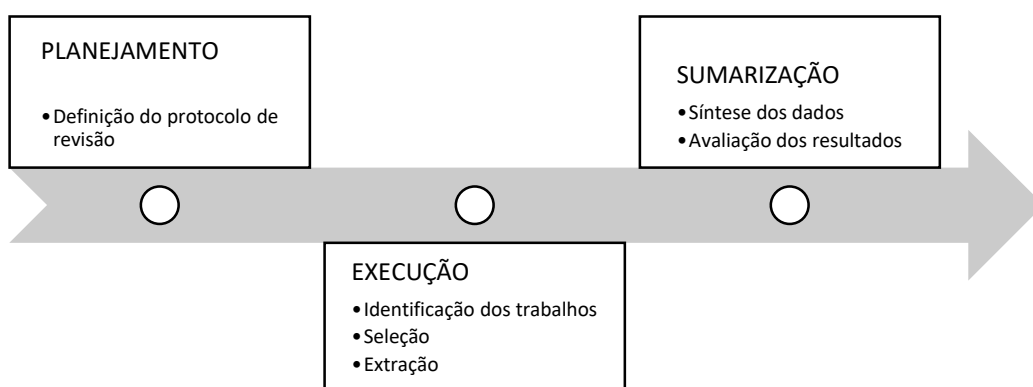 PLANEJAMENTO
•Definição do protocolo de
revisão
EXECUÇÃO
•Identificação dos trabalhos
•Seleção
•Extração
SUMARIZAÇÃO
•Síntese dos dados
•Avaliação dos resultados